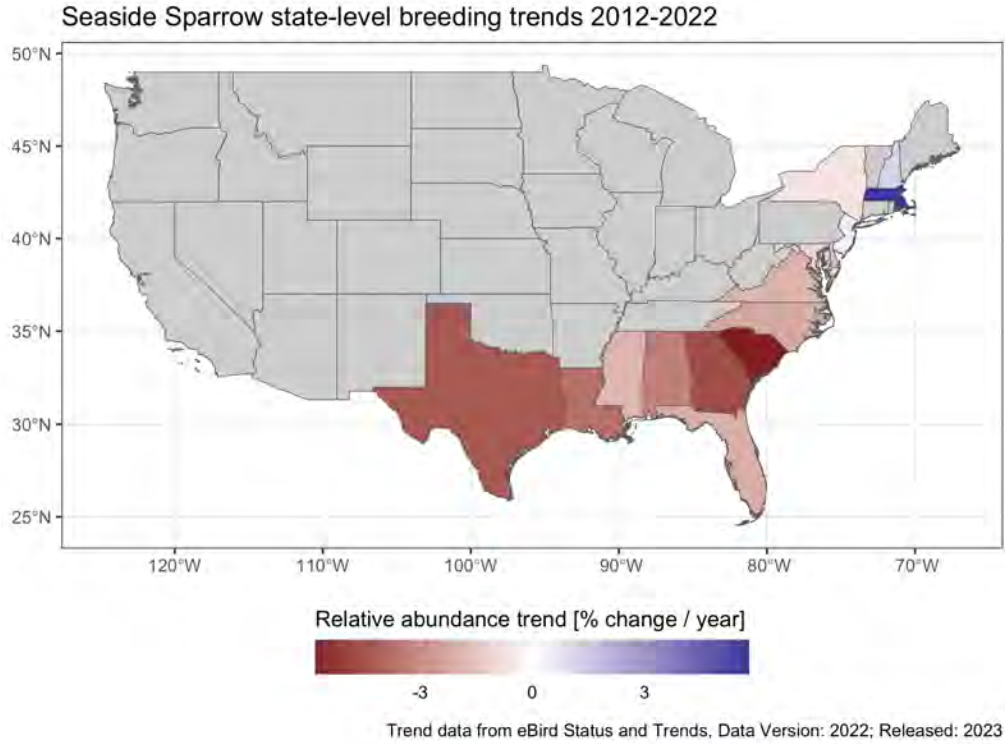 Seaside Sparrow state-level breeding trends 2012-2022
50°N
45°N
40°N
35°N
30°N
25°N
120°W 110°W 100°W 90°W 80°W 70°W
Relative abundance trend [% change / year]
-3 0 3
Trend data from eBird Status and Trends, Data Version: 2022; Released: 2023